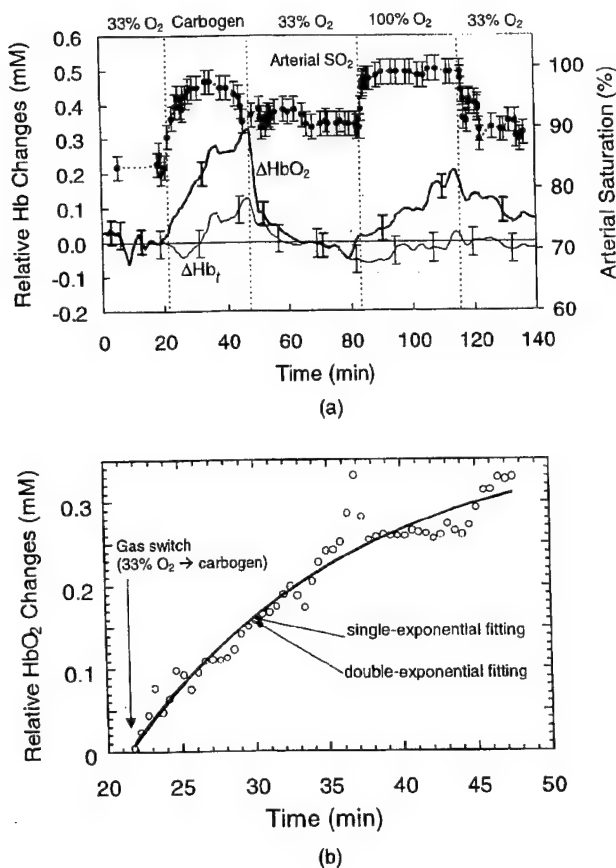 33% O₂ Carbogen 33% O₂ 100% O₂ 33% O₂
Relative Hb Changes (mM)
0.6
0.5
0.4
0.3
0.2
0.1
0.0
-0.1
-0.2
Arterial SO₂
ΔHbO₂
ΔHbₜ
100
90
80
70
60
Arterial Saturation (%)
0 20 40 60 80 100 120 140
Time (min)
(a)
Relative HbO₂ Changes (mM)
0.3
0.2
0.1
0
Gas switch
(33% O₂ → carbogen)
single-exponential fitting
double-exponential fitting
20 25 30 35 40 45 50
Time (min)
(b)